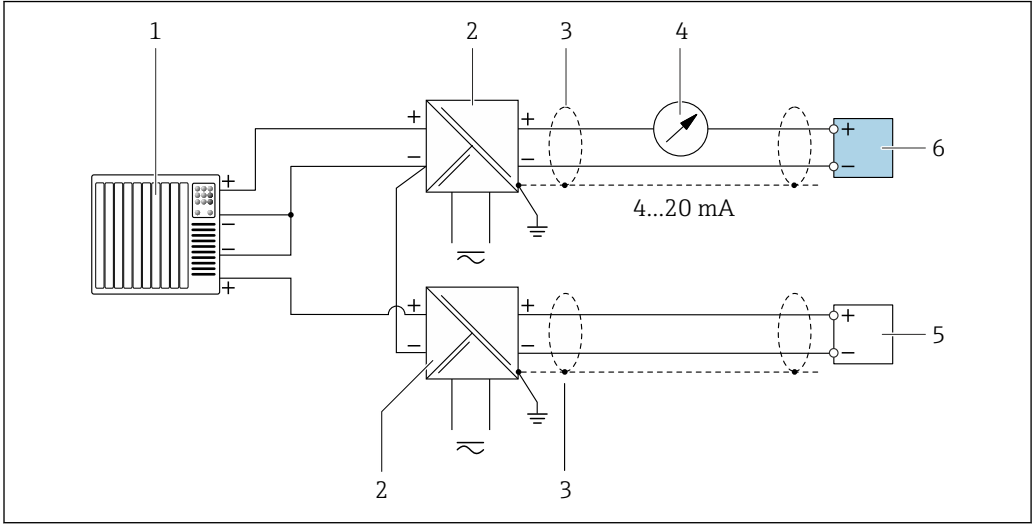 1 2 3 4
+ +
+ 6
− −
−
+ 4...20 mA
−
−
+
+ + + 5
− − −
2 3